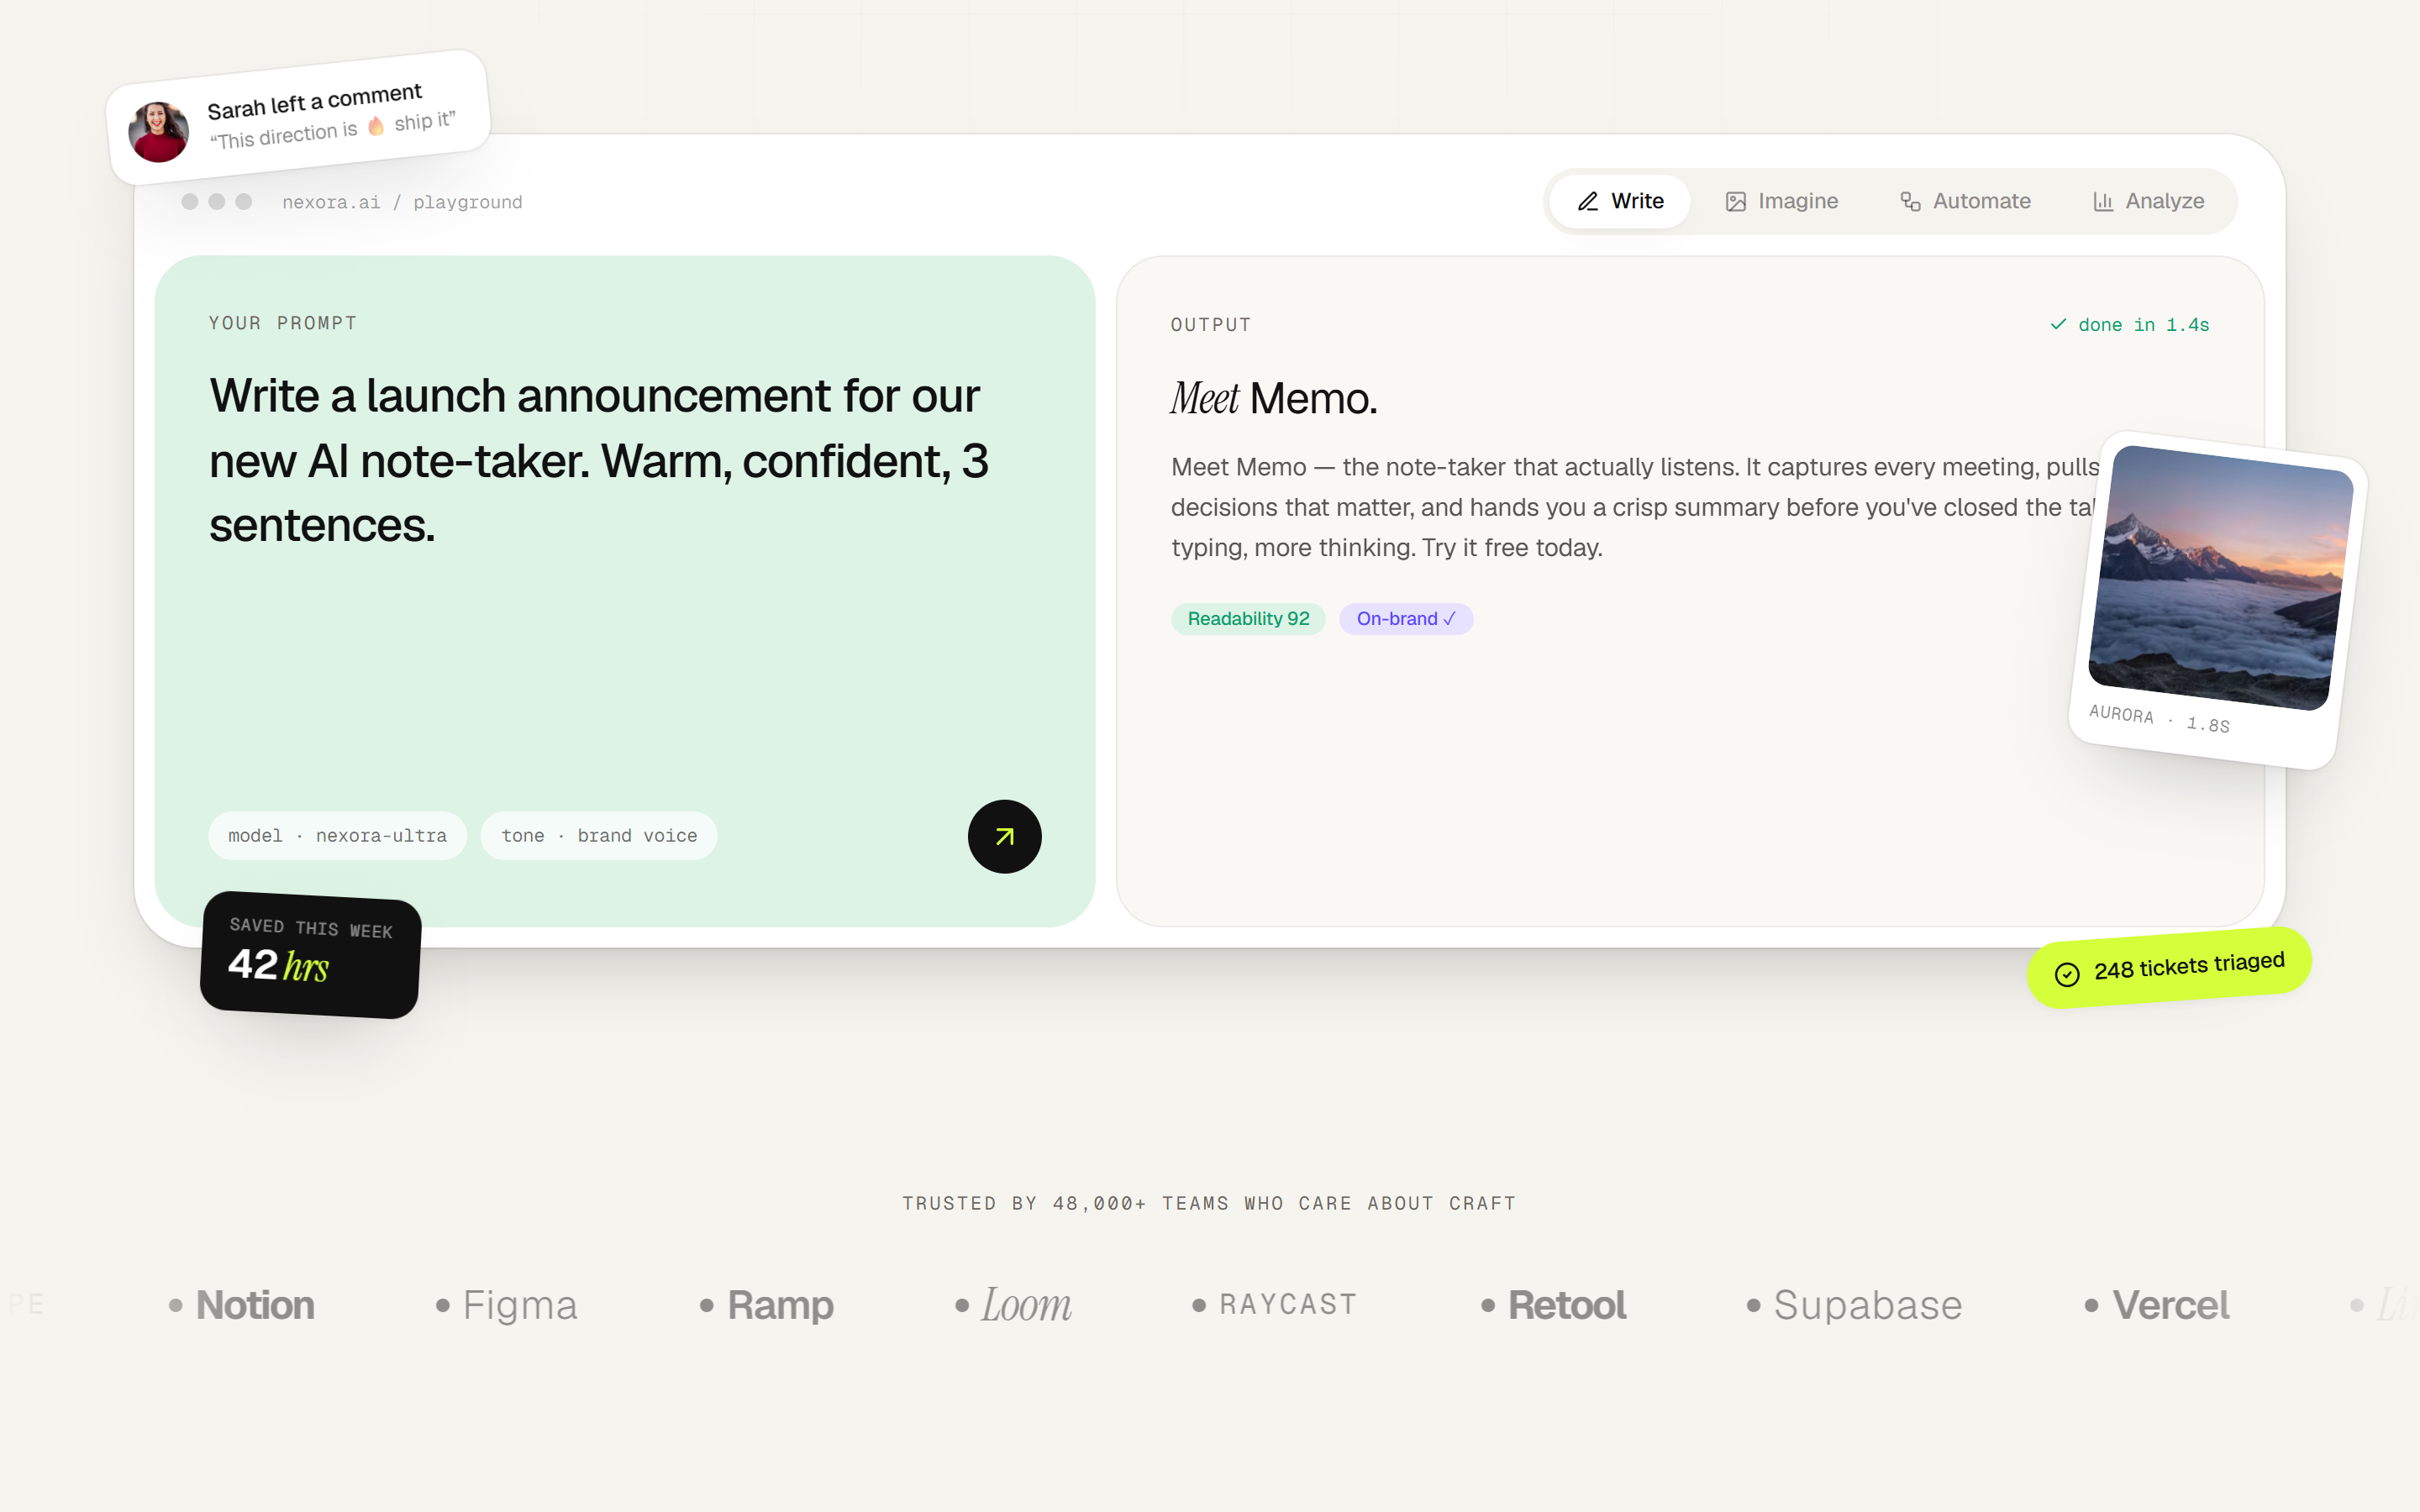 Sarah left a comment
“This direction is 🔥 ship it”
nexora.ai / playground
Write
Imagine
Automate
Analyze
YOUR PROMPT
Write a launch announcement for our
new AI note-taker. Warm, confident, 3
sentences.
model · nexora-ultra
tone · brand voice
SAVED THIS WEEK
42 hrs
OUTPUT
✓ done in 1.4s
Meet Memo.
Meet Memo — the note-taker that actually listens. It captures every meeting, pulls
decisions that matter, and hands you a crisp summary before you've closed the
typing, more thinking. Try it free today.
Readability 92
On-brand ✓
AURORA · 1.8S
248 tickets triaged
TRUSTED BY 48,000+ TEAMS WHO CARE ABOUT CRAFT
Notion
Figma
Ramp
Loom
RAYCAST
Retool
Supabase
Vercel